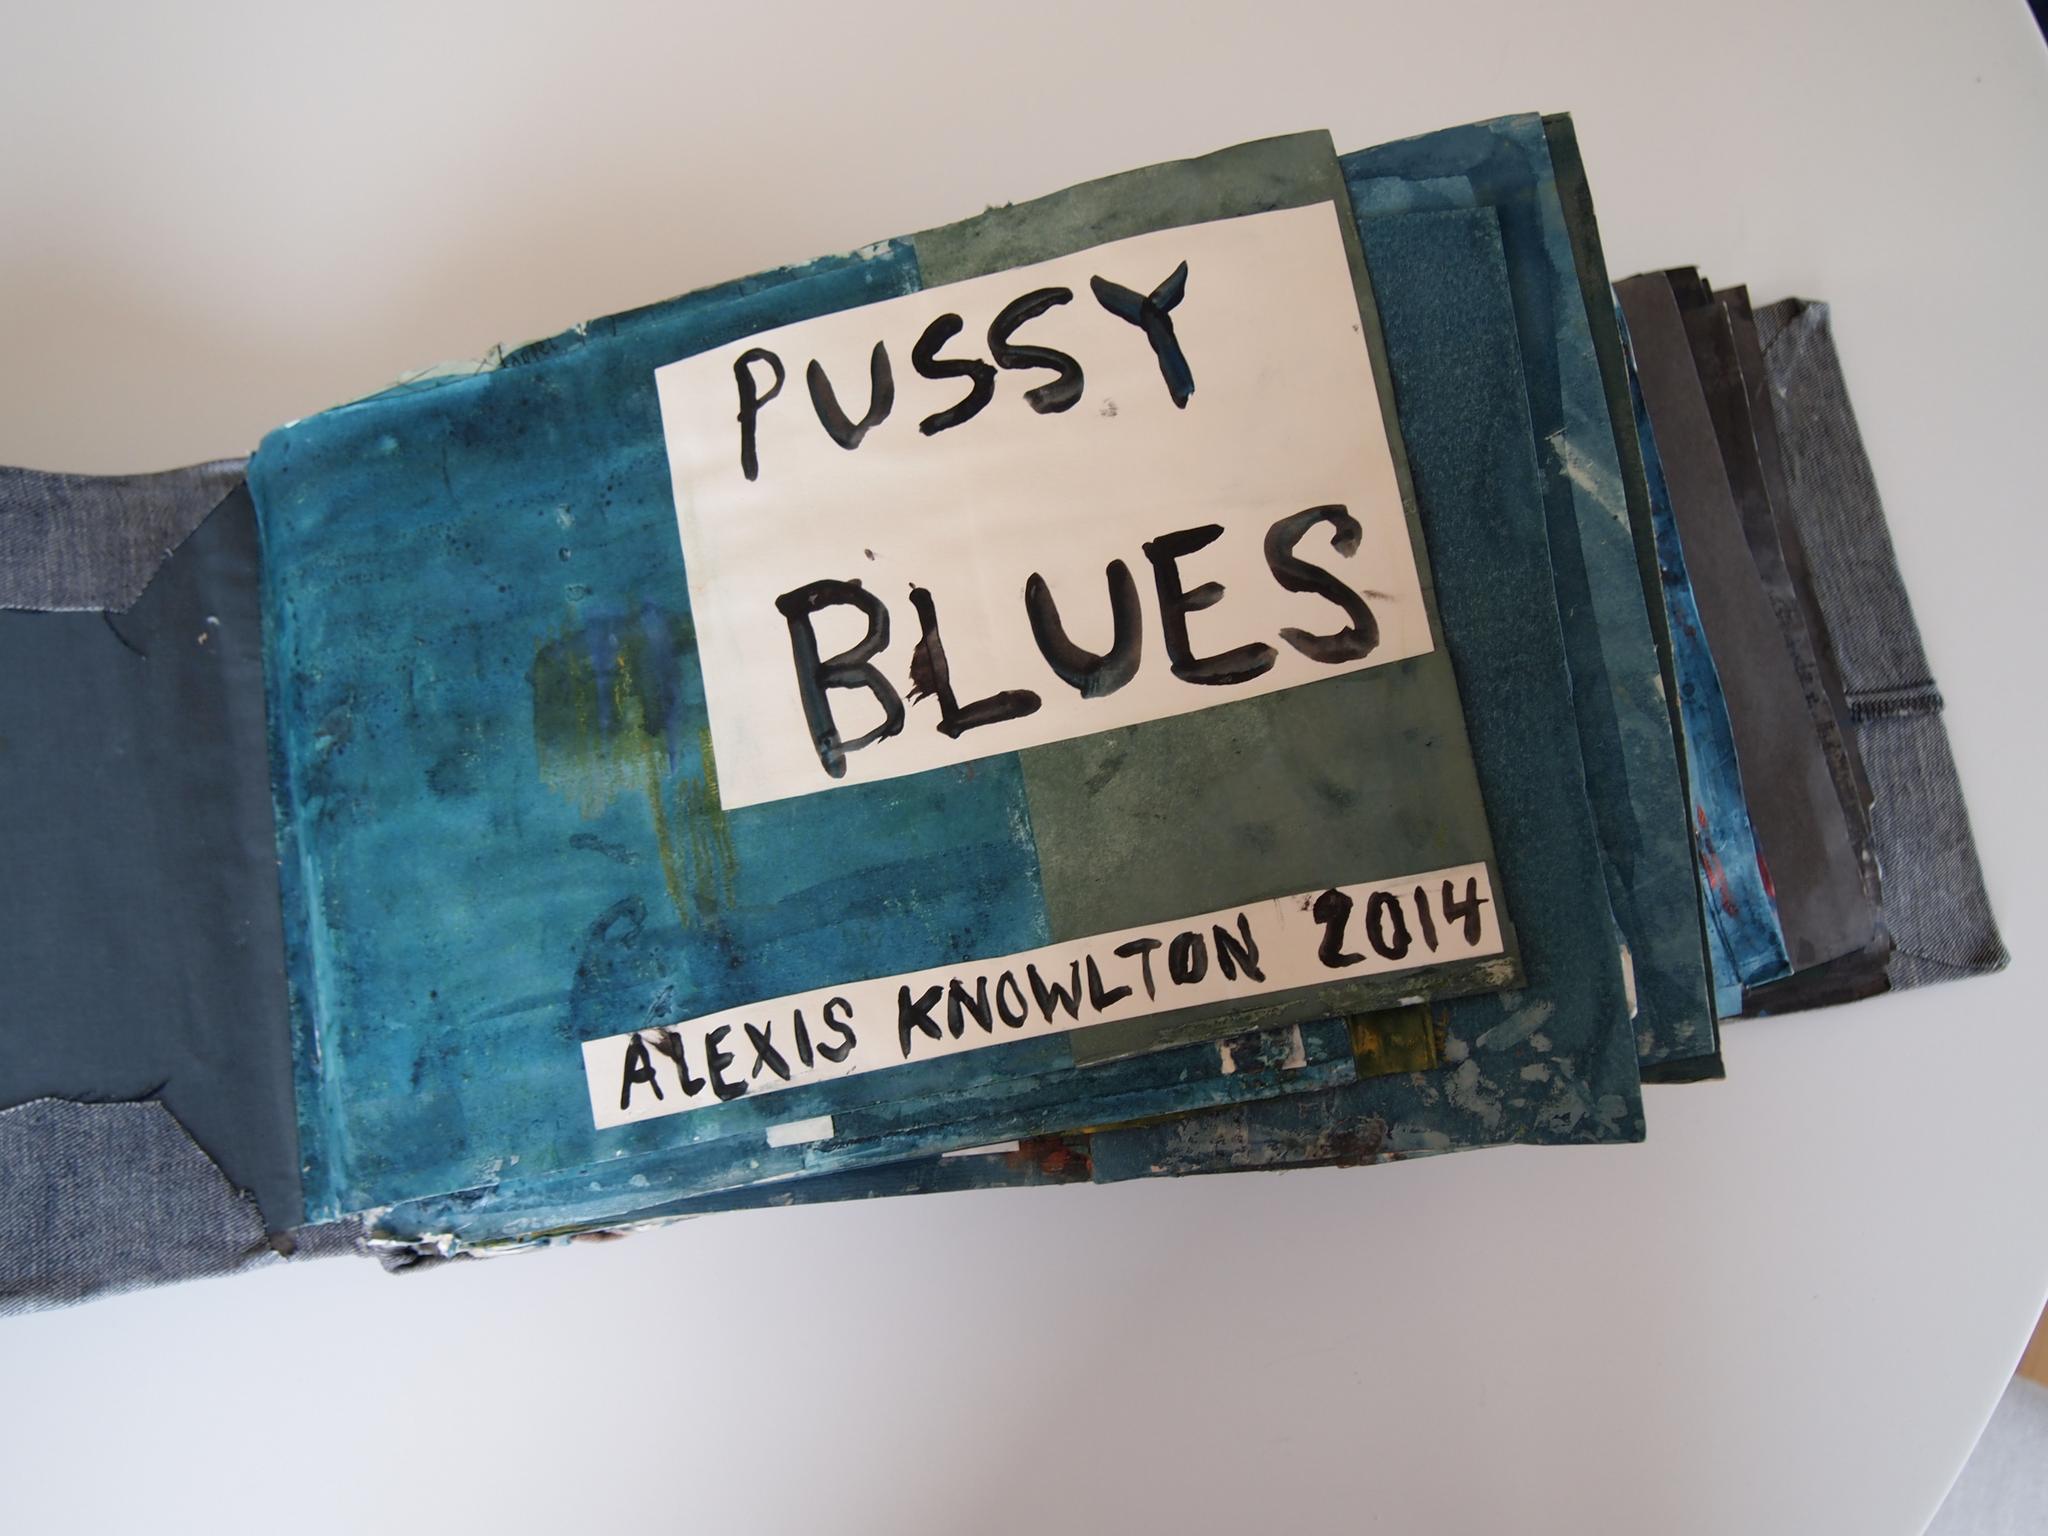 PUSSY
BLUES
ALEXIS KNOWLTON 2014